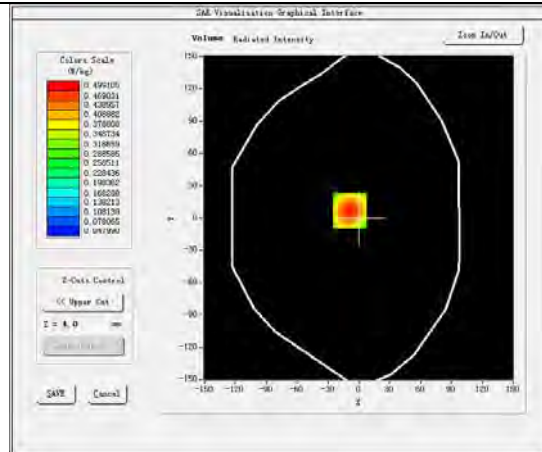 SAR Visualisation Graphical Interface
Volume Radiated Intensity
Zoom In/Out
Colors Scale
(W/kg)
0.499105
0.469031
0.438957
0.408882
0.378808
0.348734
0.318659
0.288585
0.258511
0.228436
0.198362
0.168288
0.138213
0.108139
0.078065
0.047990
Z-Cuts Control
<< Upper Cut
Z = 4.0 mm
SAVE
Cancel
150
120
90
60
30
0
-30
-60
-90
-120
-150
Y
-150 -120 -90 -60 -30 0 30 60 90 120 150
X